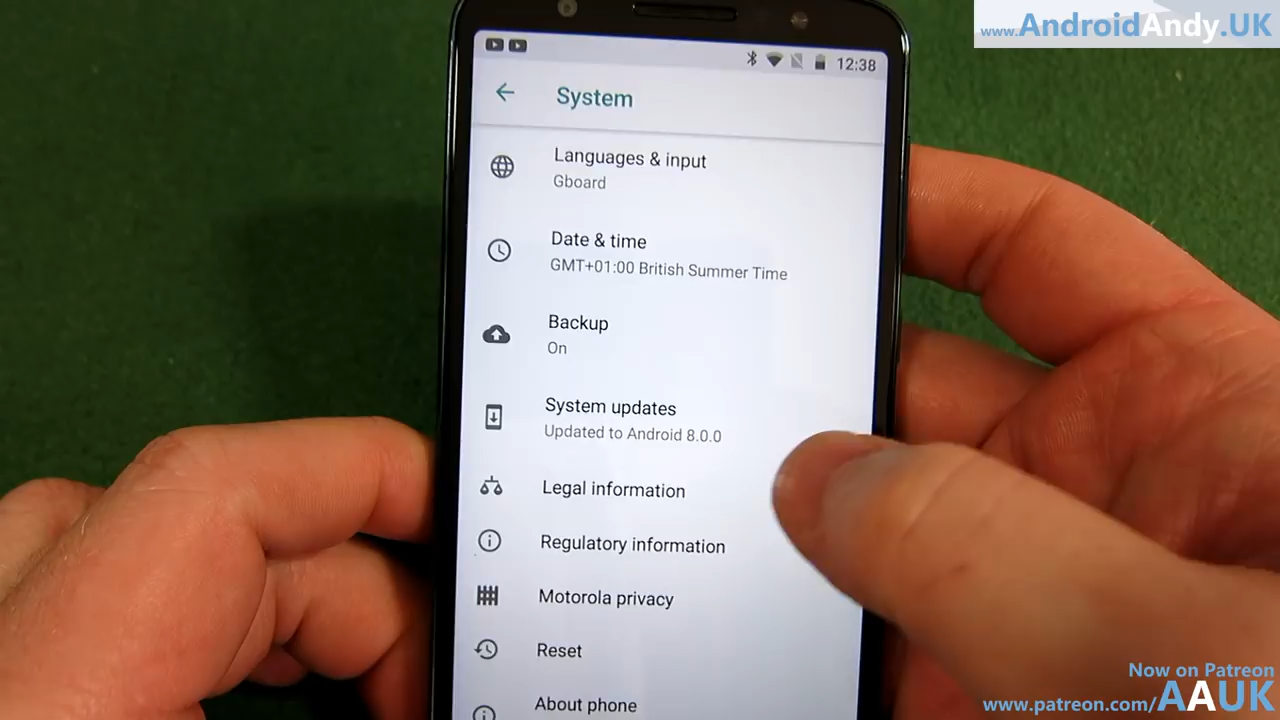 www.AndroidAndy.UK
12:38
System
Languages & input
Gboard
Date & time
GMT+01:00 British Summer Time
Backup
On
System updates
Updated to Android 8.0.0
Legal information
Regulatory information
Motorola privacy
Reset
About phone
Now on Patreon
www.patreon.com/AAUK